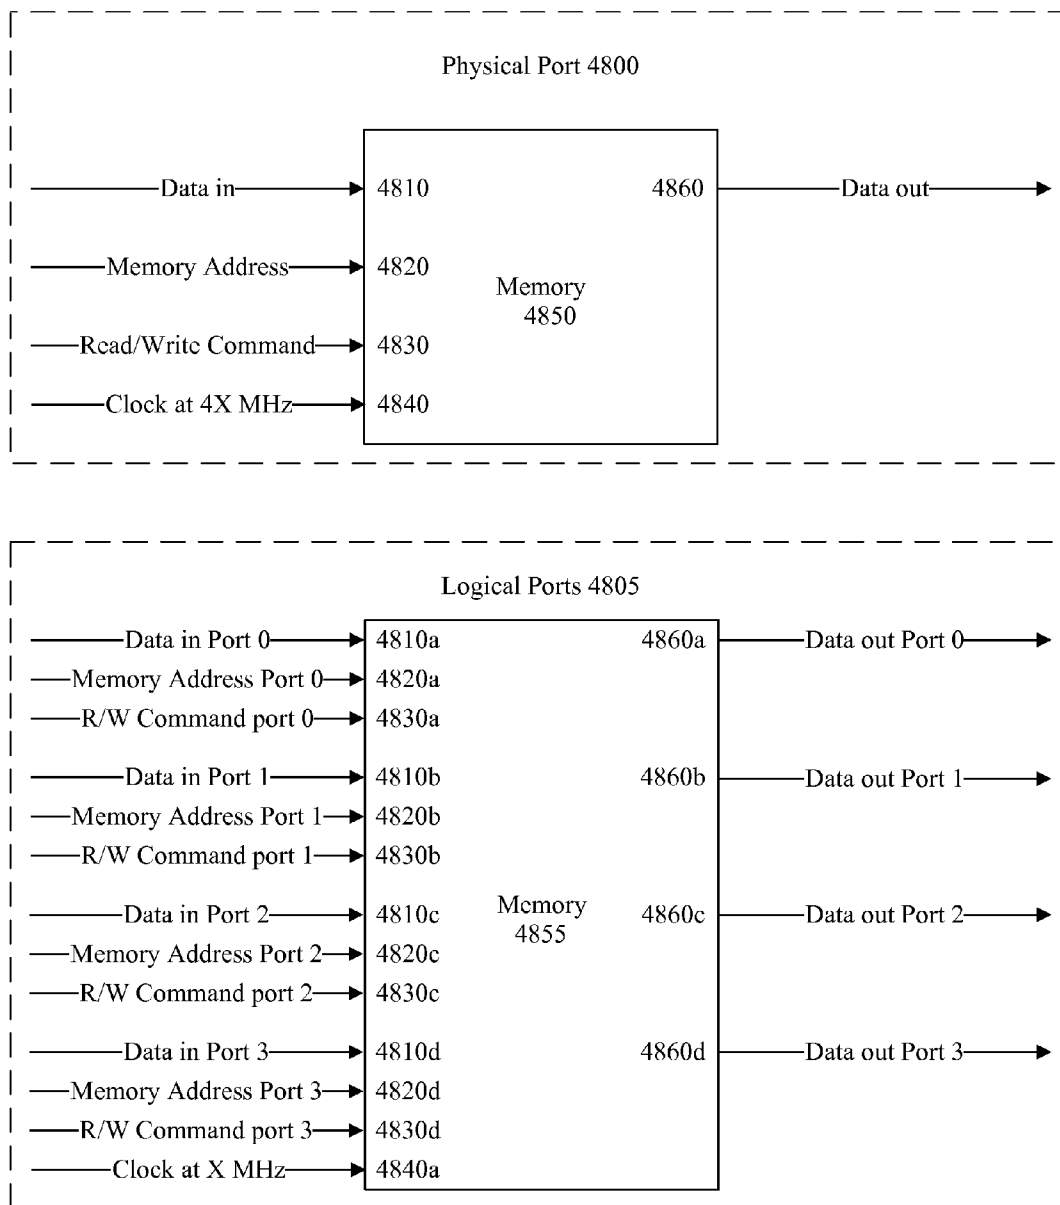 Physical Port 4800
Data in 4810 4860 Data out
Memory Address 4820
Memory
4850
Read/Write Command 4830
Clock at 4X MHz 4840
Logical Ports 4805
Data in Port 0 4810a 4860a Data out Port 0
Memory Address Port 0 4820a
R/W Command port 0 4830a
Data in Port 1 4810b 4860b Data out Port 1
Memory Address Port 1 4820b
R/W Command port 1 4830b
Data in Port 2 4810c Memory 4860c Data out Port 2
4855
Memory Address Port 2 4820c
R/W Command port 2 4830c
Data in Port 3 4810d 4860d Data out Port 3
Memory Address Port 3 4820d
R/W Command port 3 4830d
Clock at X MHz 4840a